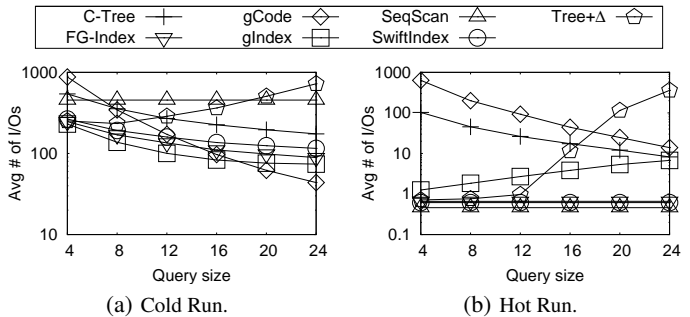 C-Tree gCode SeqScan Tree+Δ
FG-Index gIndex SwiftIndex
1000 1000
100 100
10 10
1
0.1
Avg # of I/Os Avg # of I/Os
4 8 12 16 20 24 4 8 12 16 20 24
Query size Query size
(a) Cold Run. (b) Hot Run.